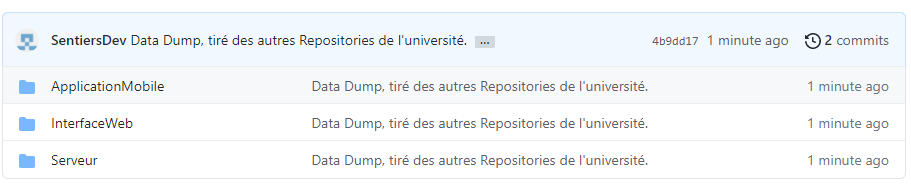 SentiersDev Data Dump, tiré des autres Repositories de l'université. ... 4b9dd17 1 minute ago 2 commits
ApplicationMobile Data Dump, tiré des autres Repositories de l'université. 1 minute ago
InterfaceWeb Data Dump, tiré des autres Repositories de l'université. 1 minute ago
Serveur Data Dump, tiré des autres Repositories de l'université. 1 minute ago